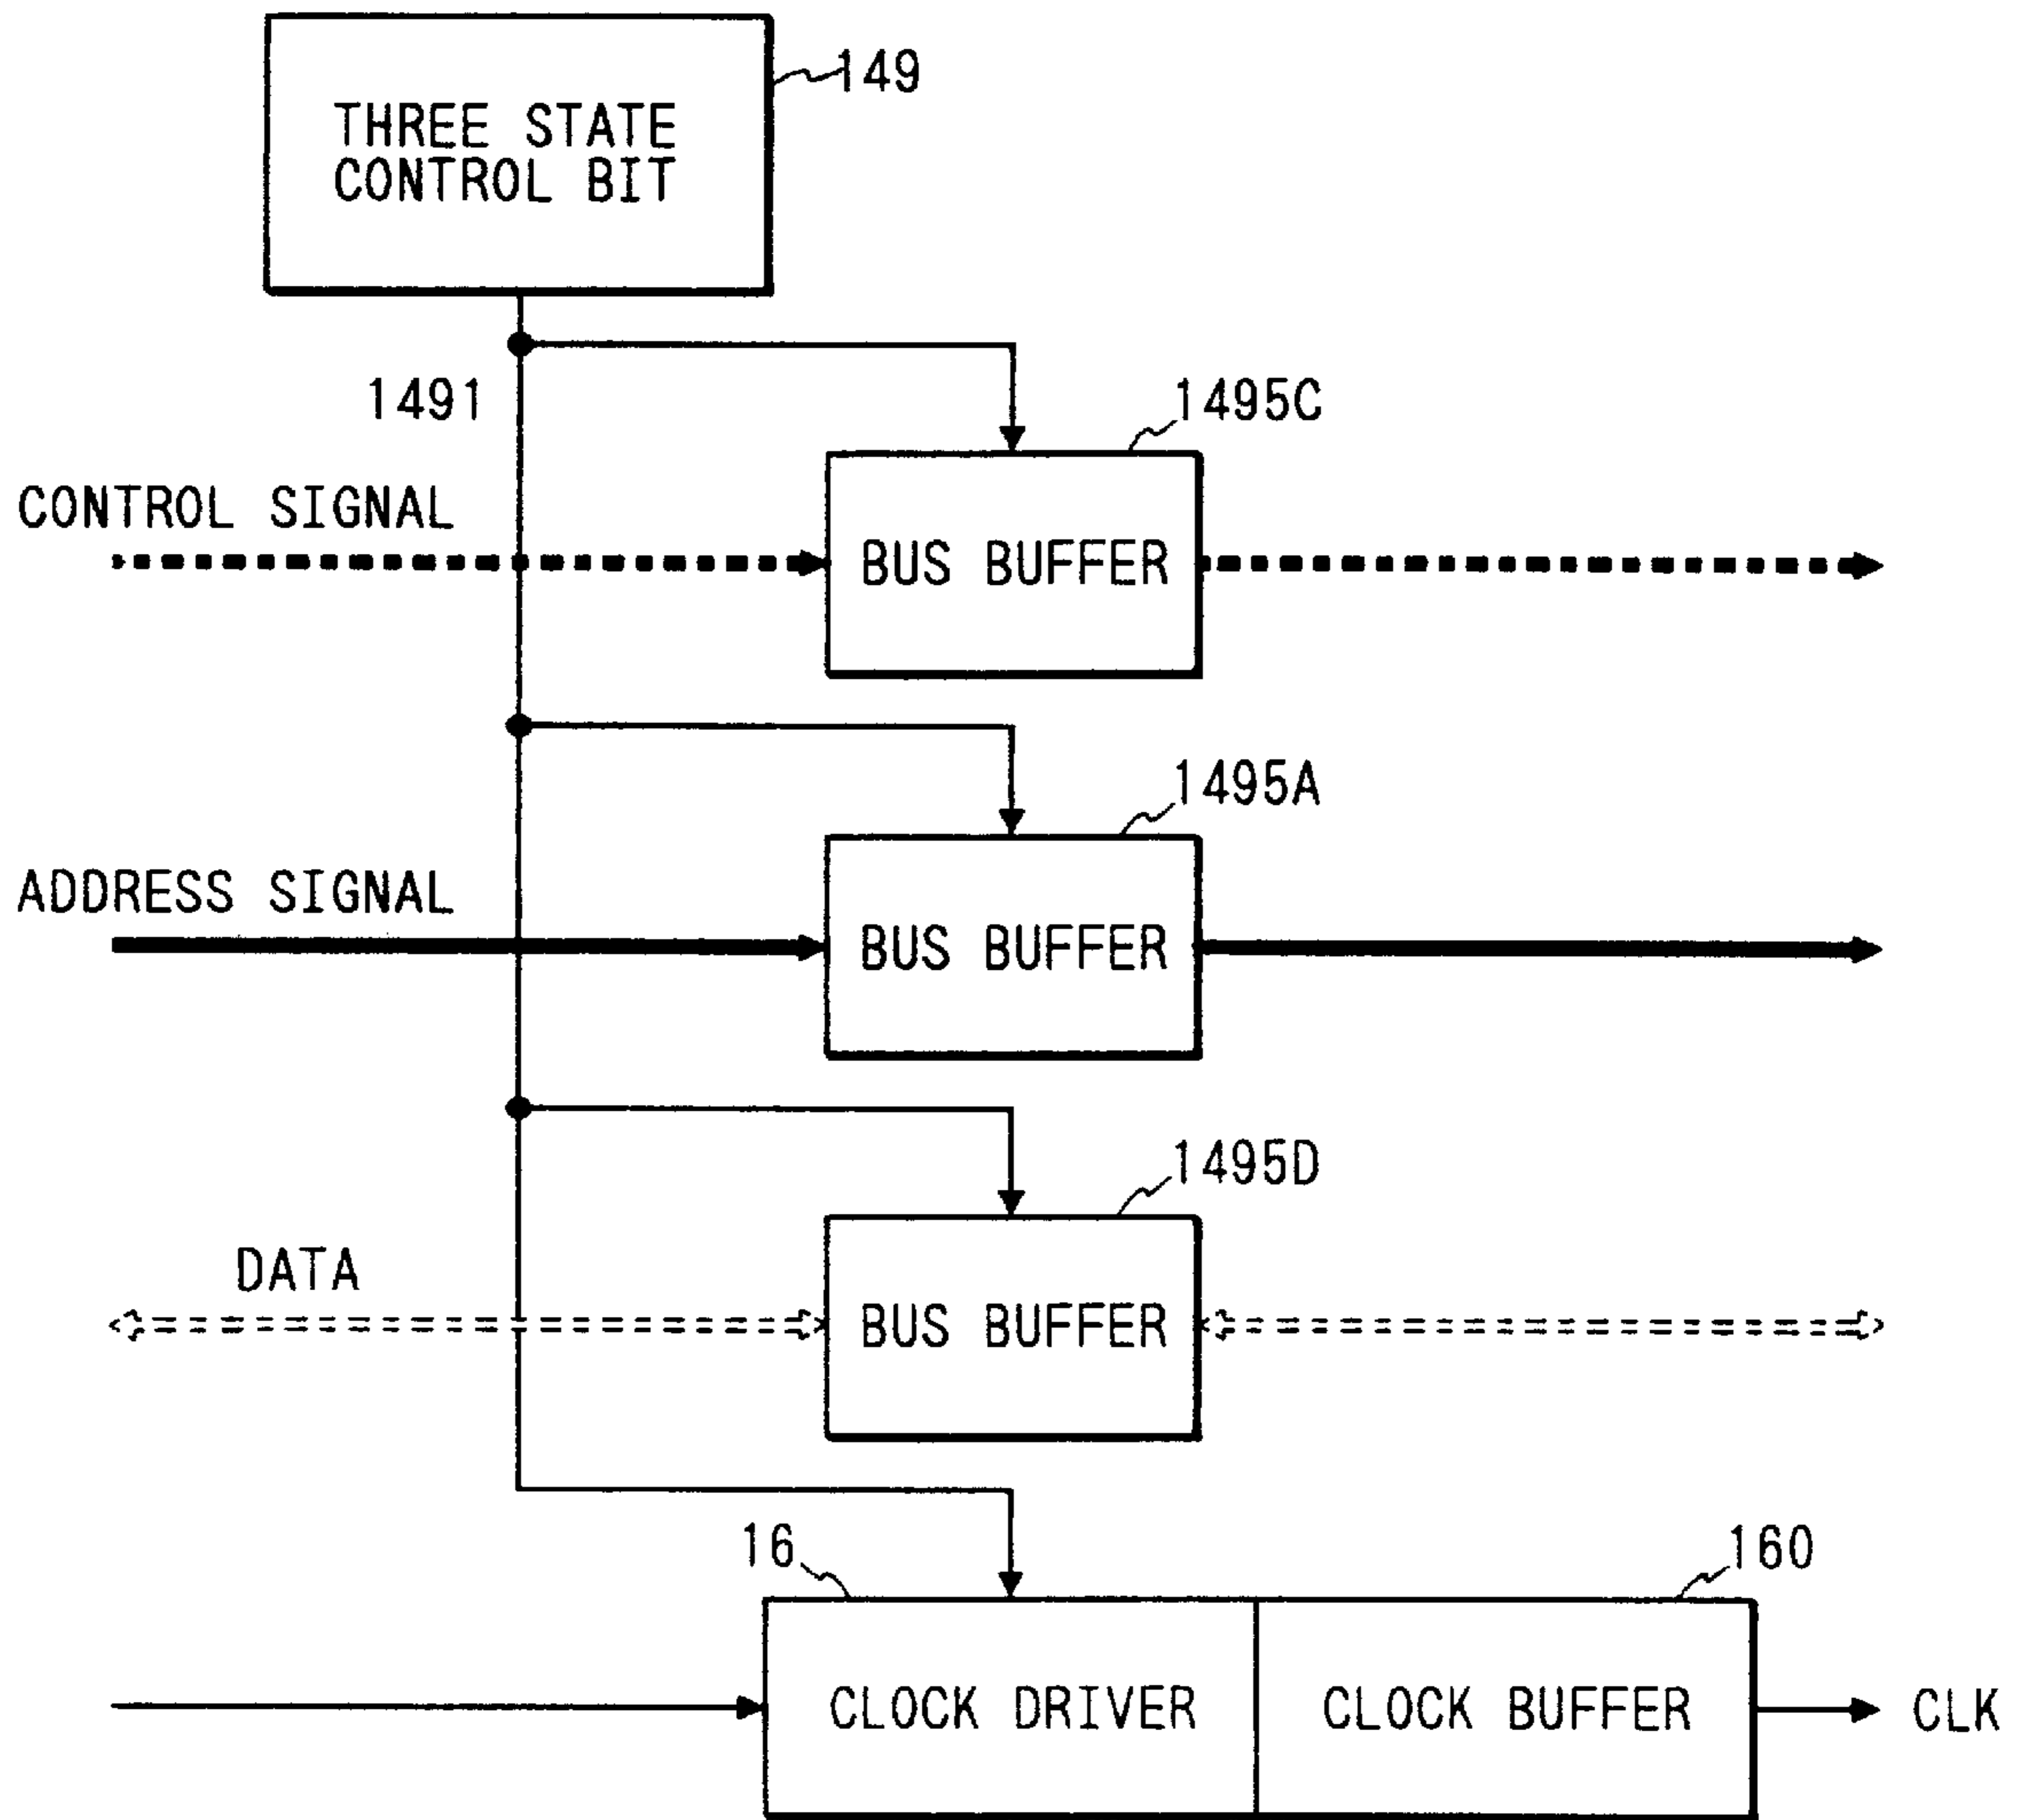 149
THREE STATE
CONTROL BIT
1491
1495C
CONTROL SIGNAL
BUS BUFFER
1495A
ADDRESS SIGNAL
BUS BUFFER
1495D
DATA
BUS BUFFER
16
160
CLOCK DRIVER
CLOCK BUFFER
CLK